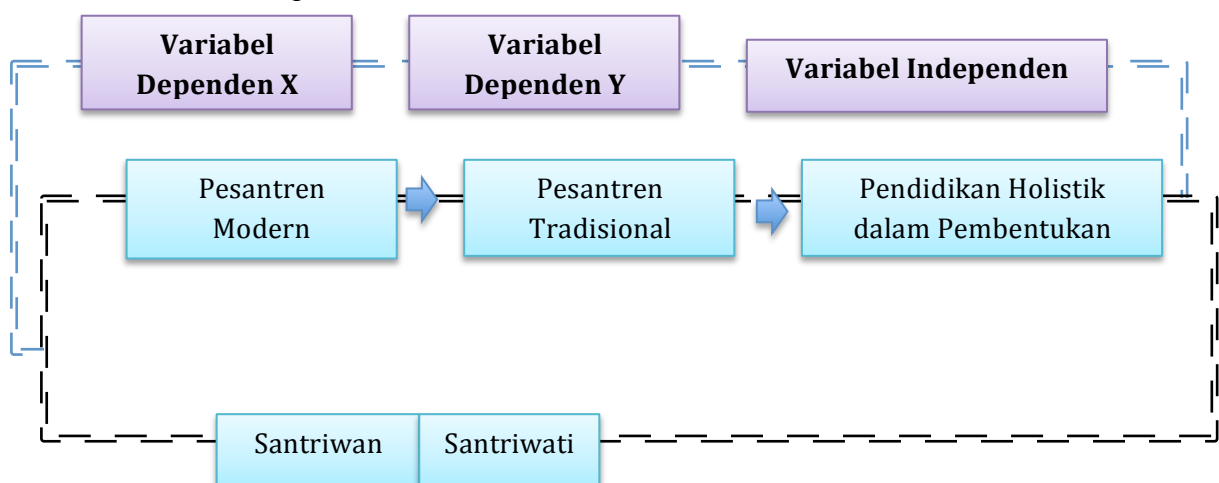 Variabel
Dependen X
Variabel
Dependen Y
Variabel Independen
Pesantren
Modern
Pesantren
Tradisional
Pendidikan Holistik
dalam Pembentukan
Santriwan
Santriwati